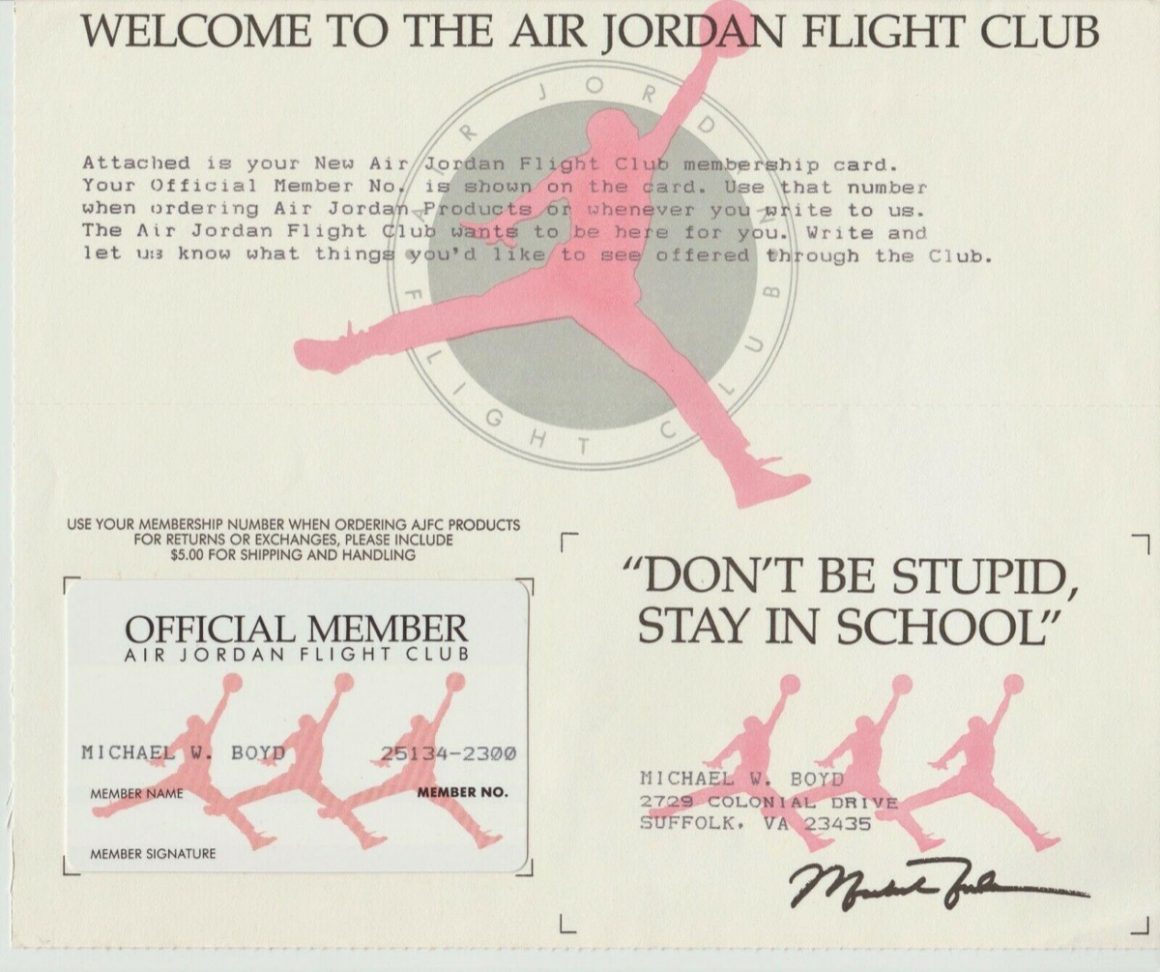 WELCOME TO THE AIR JORDAN FLIGHT CLUB
AIR JORDAN
FLIGHT CLUB
Attached is your New Air Jordan Flight Club membership card.
Your Official Member No. is shown on the card. Use that number
when ordering Air Jordan Products or whenever you write to us.
The Air Jordan Flight Club wants to be here for you. Write and
let us know what things you'd like to see offered through the Club.
USE YOUR MEMBERSHIP NUMBER WHEN ORDERING AJFC PRODUCTS
FOR RETURNS OR EXCHANGES, PLEASE INCLUDE
$5.00 FOR SHIPPING AND HANDLING
OFFICIAL MEMBER
AIR JORDAN FLIGHT CLUB
MICHAEL W. BOYD 25134-2300
MEMBER NAME MEMBER NO.
MEMBER SIGNATURE
"DON'T BE STUPID,
STAY IN SCHOOL"
MICHAEL W. BOYD
2729 COLONIAL DRIVE
SUFFOLK, VA 23435